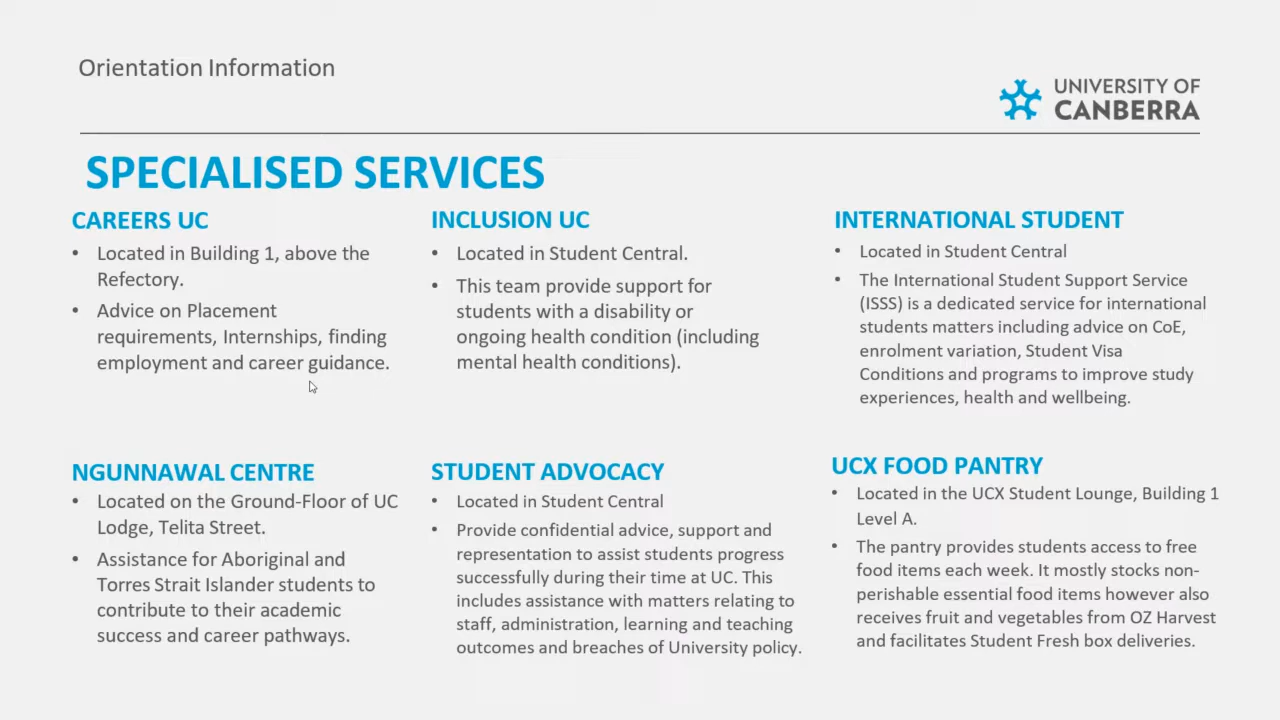 Orientation Information
UNIVERSITY OF
CANBERRA
SPECIALISED SERVICES
CAREERS UC
• Located in Building 1, above the
Refectory.
• Advice on Placement
requirements, Internships, finding
employment and career guidance.
INCLUSION UC
• Located in Student Central.
• This team provide support for
students with a disability or
ongoing health condition (including
mental health conditions).
INTERNATIONAL STUDENT
• Located in Student Central
• The International Student Support Service
(ISSS) is a dedicated service for international
students matters including advice on CoE,
enrolment variation, Student Visa
Conditions and programs to improve study
experiences, health and wellbeing.
NGUNNAWAL CENTRE
• Located on the Ground-Floor of UC
Lodge, Telita Street.
• Assistance for Aboriginal and
Torres Strait Islander students to
contribute to their academic
success and career pathways.
STUDENT ADVOCACY
• Located in Student Central
• Provide confidential advice, support and
representation to assist students progress
successfully during their time at UC. This
includes assistance with matters relating to
staff, administration, learning and teaching
outcomes and breaches of University policy.
UCX FOOD PANTRY
• Located in the UCX Student Lounge, Building 1
Level A.
• The pantry provides students access to free
food items each week. It mostly stocks non-
perishable essential food items however also
receives fruit and vegetables from OZ Harvest
and facilitates Student Fresh box deliveries.